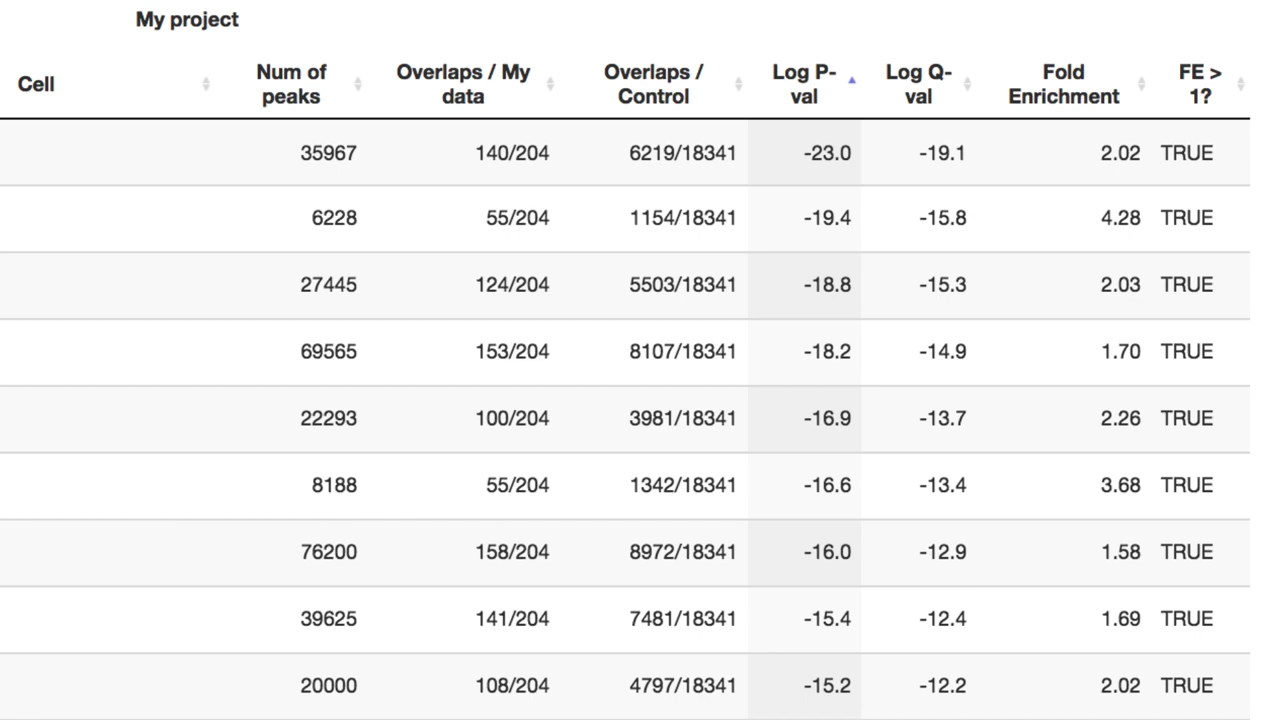 My project
Cell Num of peaks Overlaps / My data Overlaps / Control Log P-val Log Q-val Fold Enrichment FE > 1?
35967 140/204 6219/18341 -23.0 -19.1 2.02 TRUE
6228 55/204 1154/18341 -19.4 -15.8 4.28 TRUE
27445 124/204 5503/18341 -18.8 -15.3 2.03 TRUE
69565 153/204 8107/18341 -18.2 -14.9 1.70 TRUE
22293 100/204 3981/18341 -16.9 -13.7 2.26 TRUE
8188 55/204 1342/18341 -16.6 -13.4 3.68 TRUE
76200 158/204 8972/18341 -16.0 -12.9 1.58 TRUE
39625 141/204 7481/18341 -15.4 -12.4 1.69 TRUE
20000 108/204 4797/18341 -15.2 -12.2 2.02 TRUE